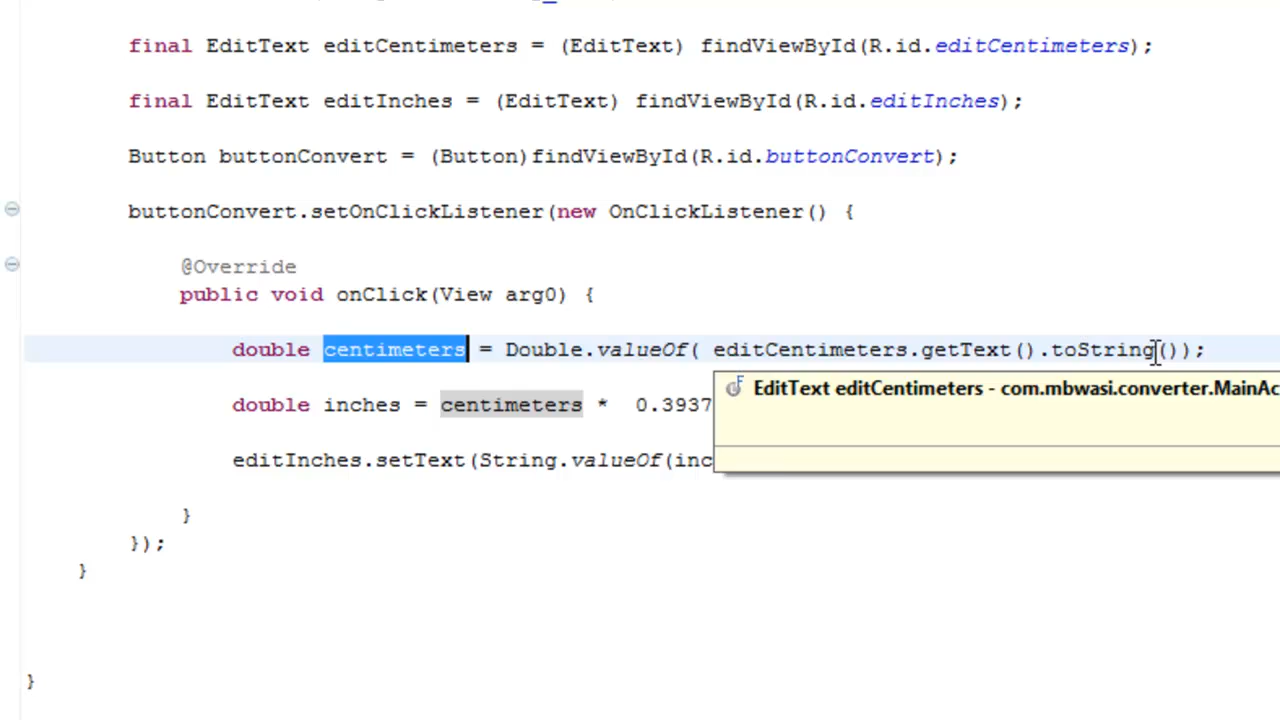 final EditText editCentimeters = (EditText) findViewById(R.id.editCentimeters);
final EditText editInches = (EditText) findViewById(R.id.editInches);
Button buttonConvert = (Button)findViewById(R.id.buttonConvert);
buttonConvert.setOnClickListener(new OnClickListener() {
@Override
public void onClick(View arg0) {
double centimeters = Double.valueOf( editCentimeters.getText().toString());
EditText editCentimeters - com.mbwasi.converter.MainAc
double inches = centimeters * 0.3937
editInches.setText(String.valueOf(inc
}
});
}
}